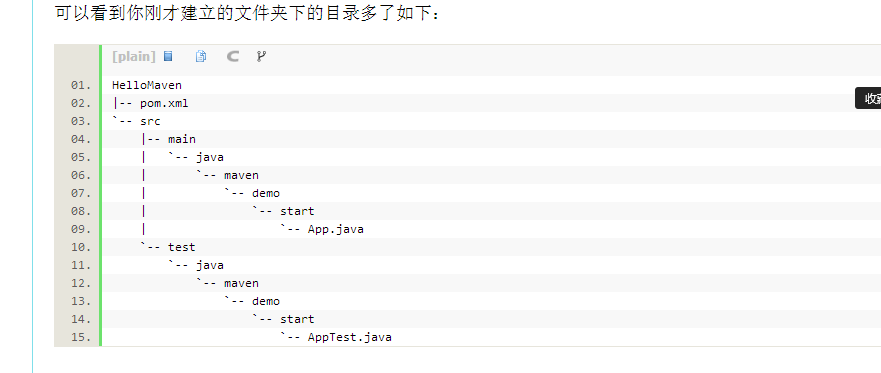 可以看到你刚才建立的文件夹下的目录多了如下：
[plain]
01. HelloMaven
02. |-- pom.xml
03. `-- src
04.     |-- main
05.     |   `-- java
06.     |       `-- maven
07.     |           `-- demo
08.     |               `-- start
09.     |                   `-- App.java
10.     `-- test
11.         `-- java
12.             `-- maven
13.                 `-- demo
14.                     `-- start
15.                         `-- AppTest.java
收藏